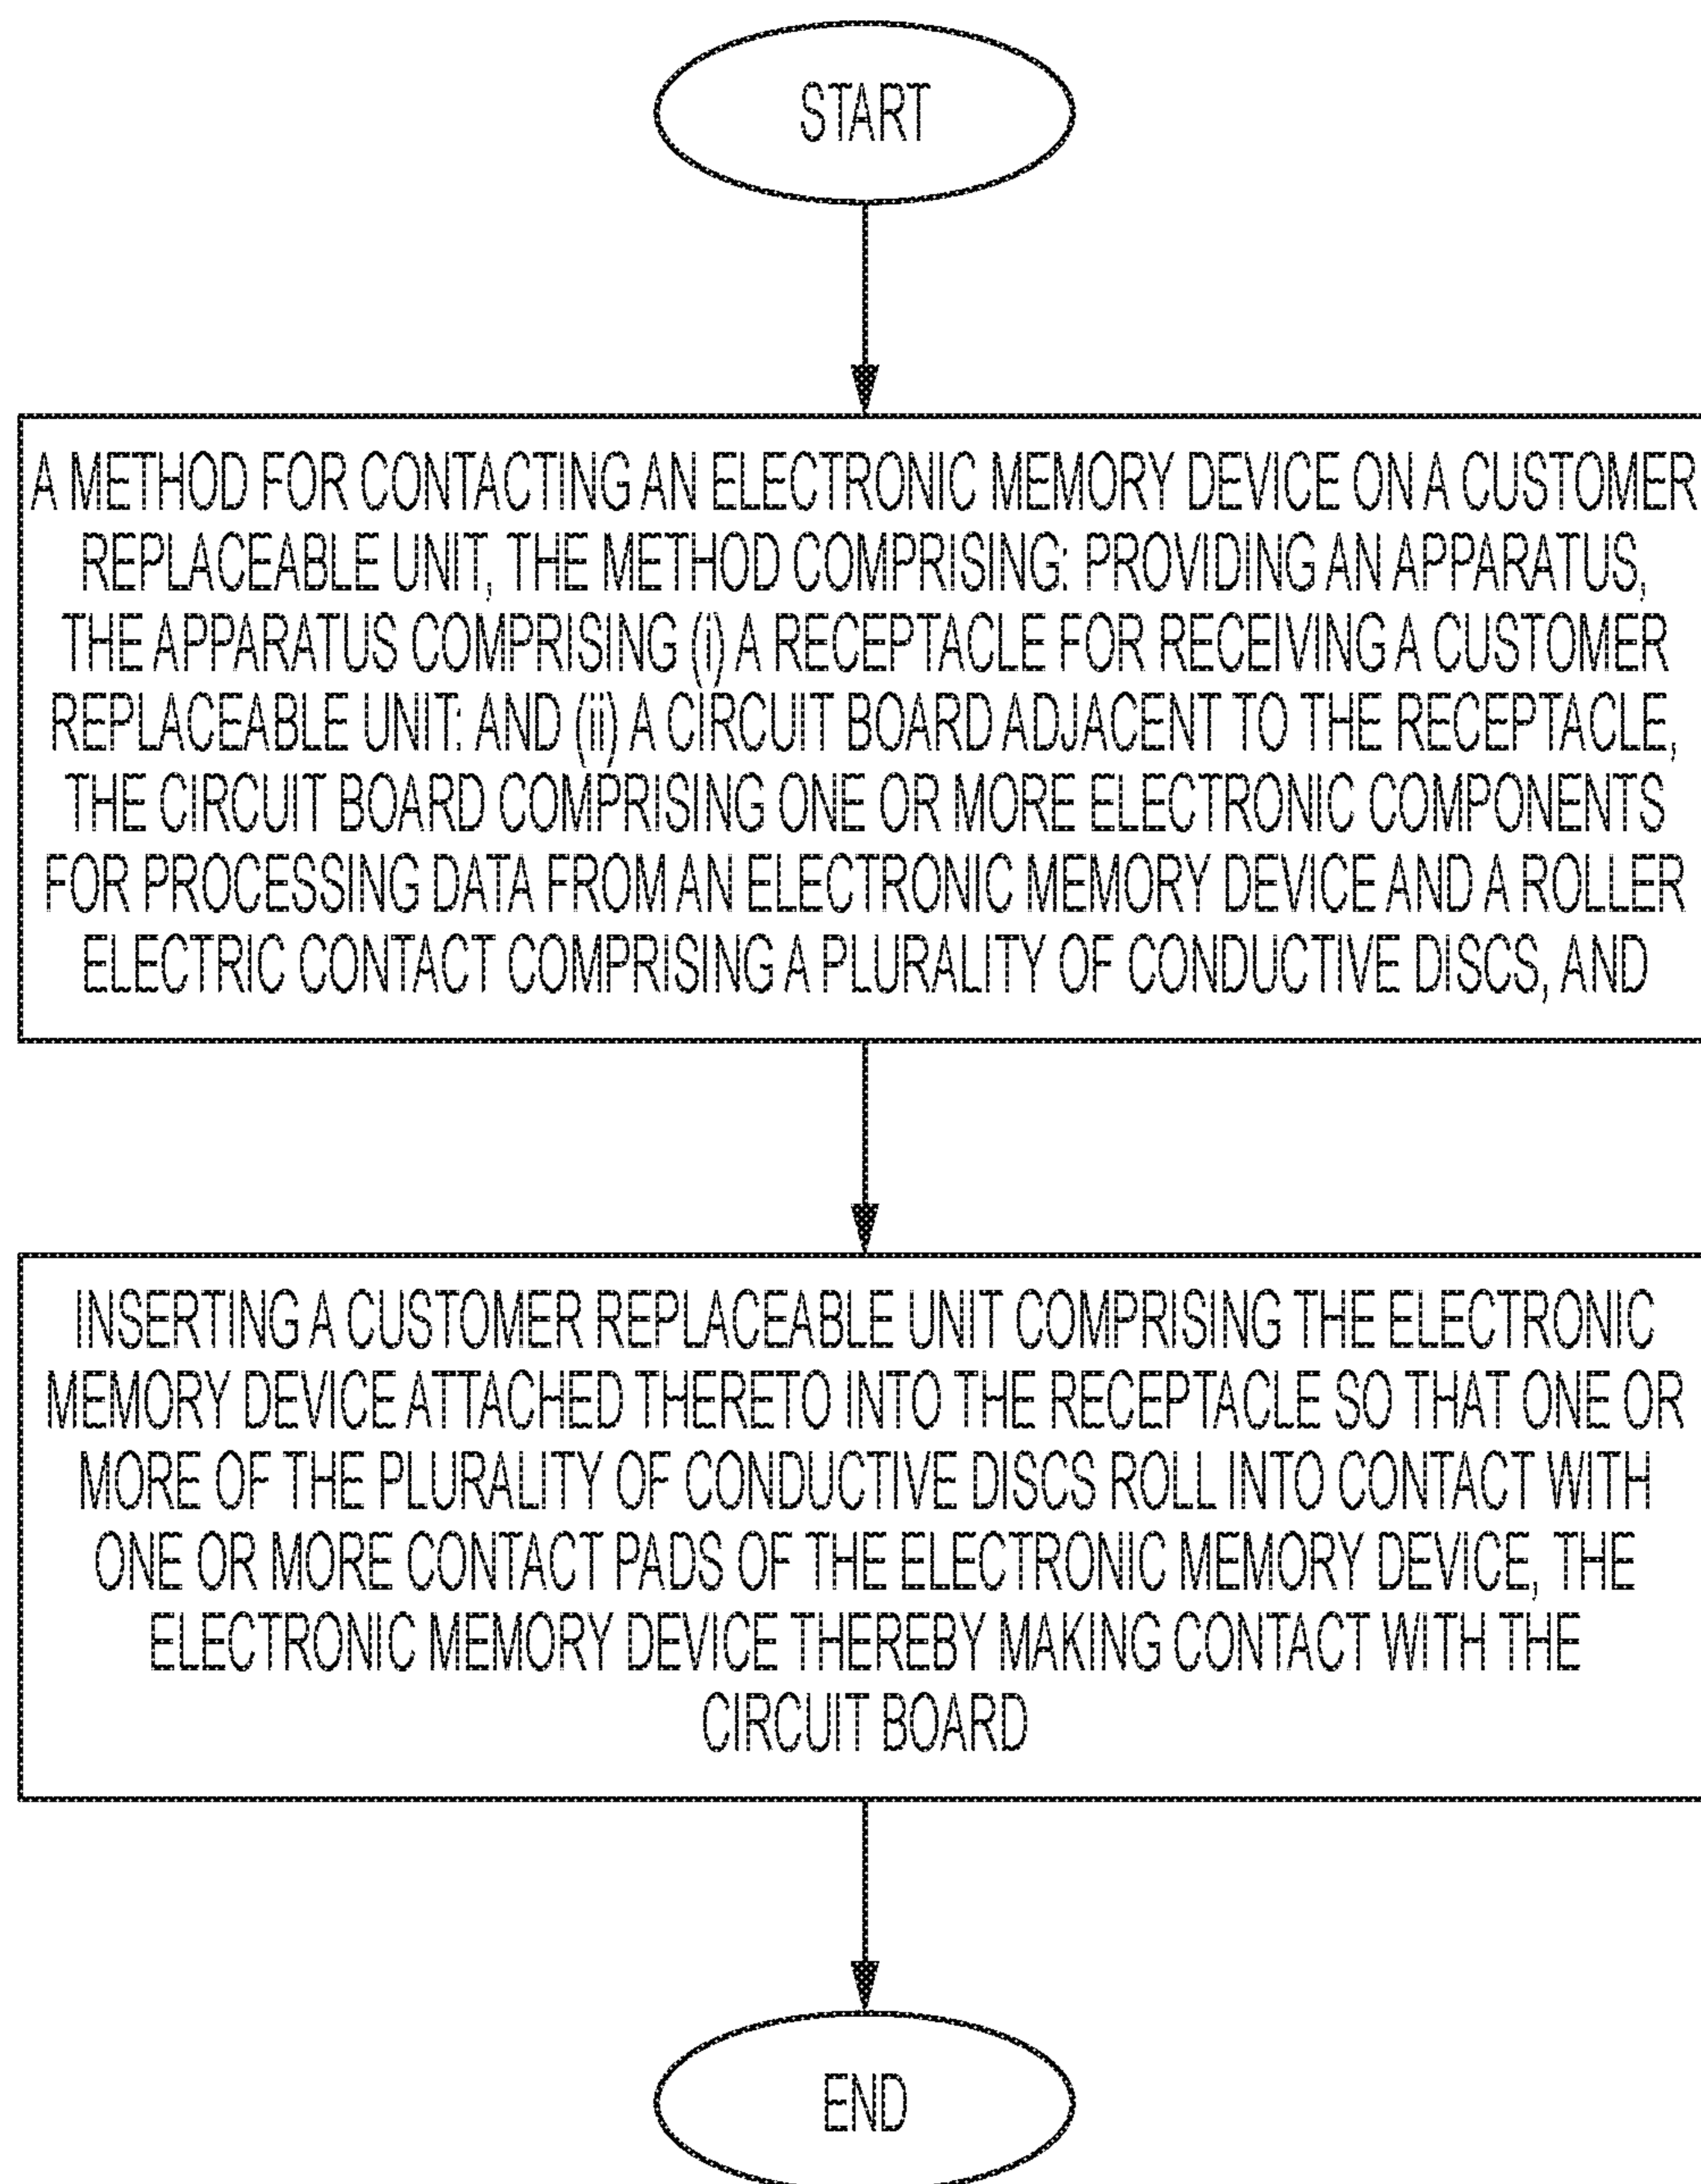 START
A METHOD FOR CONTACTING AN ELECTRONIC MEMORY DEVICE ON A CUSTOMER
REPLACEABLE UNIT, THE METHOD COMPRISING: PROVIDING AN APPARATUS,
THE APPARATUS COMPRISING (i) A RECEPTACLE FOR RECEIVING A CUSTOMER
REPLACEABLE UNIT: AND (ii) A CIRCUIT BOARD ADJACENT TO THE RECEPTACLE,
THE CIRCUIT BOARD COMPRISING ONE OR MORE ELECTRONIC COMPONENTS
FOR PROCESSING DATA FROM AN ELECTRONIC MEMORY DEVICE AND A ROLLER
ELECTRIC CONTACT COMPRISING A PLURALITY OF CONDUCTIVE DISCS, AND
INSERTING A CUSTOMER REPLACEABLE UNIT COMPRISING THE ELECTRONIC
MEMORY DEVICE ATTACHED THERETO INTO THE RECEPTACLE SO THAT ONE OR
MORE OF THE PLURALITY OF CONDUCTIVE DISCS ROLL INTO CONTACT WITH
ONE OR MORE CONTACT PADS OF THE ELECTRONIC MEMORY DEVICE, THE
ELECTRONIC MEMORY DEVICE THEREBY MAKING CONTACT WITH THE
CIRCUIT BOARD
END